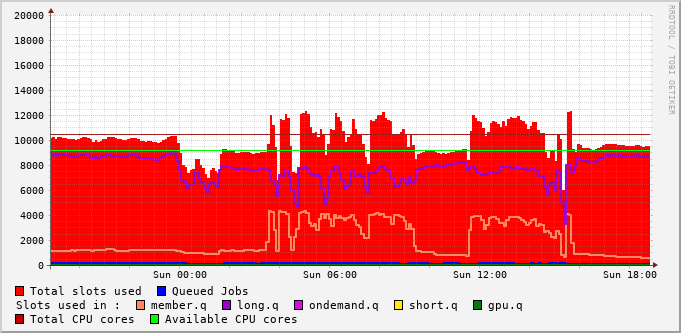 20000
18000
16000
14000
12000
10000
8000
6000
4000
2000
0
Sun 00:00 Sun 06:00 Sun 12:00 Sun 18:00
RRDTOOL / TOBI OETIKER
Total slots used Queued Jobs
Slots used in : member.q long.q ondemand.q short.q gpu.q
Total CPU cores Available CPU cores